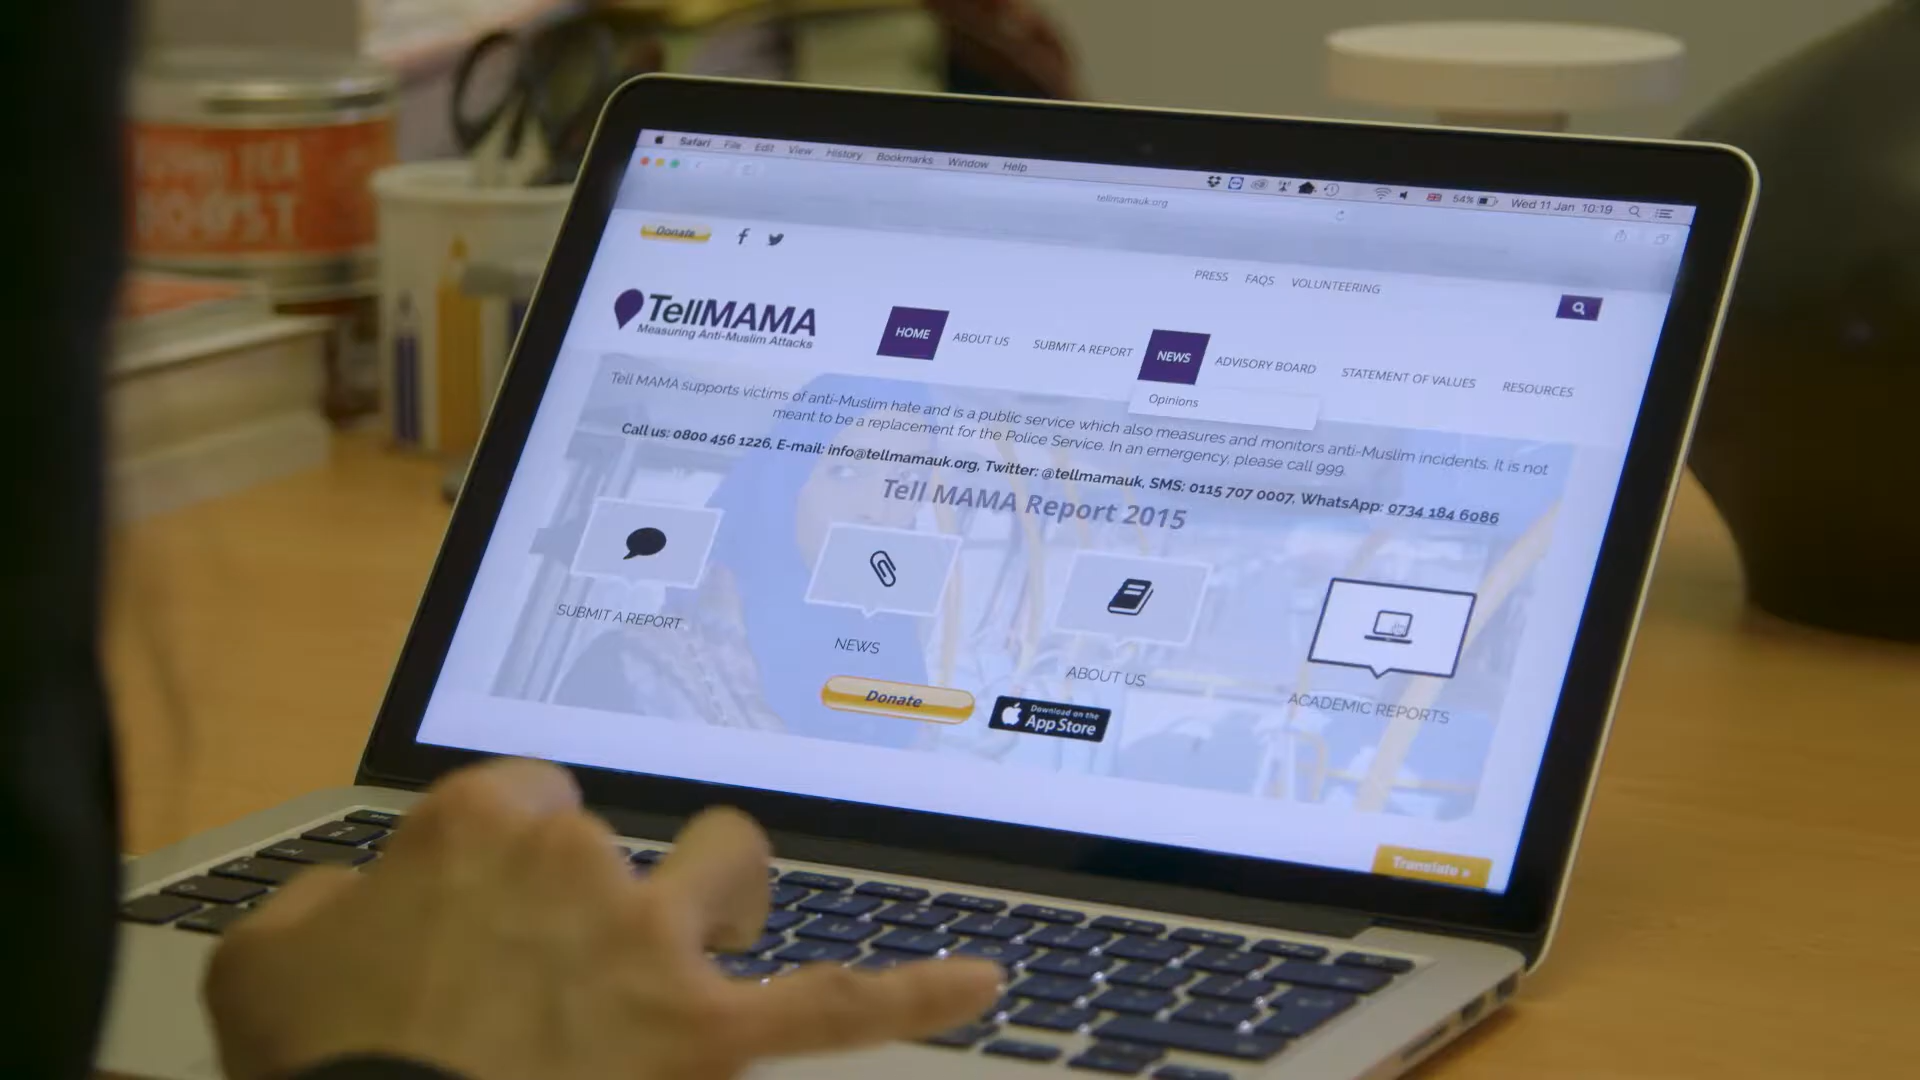 Safari File Edit View History Bookmarks Window Help
54% Wed 11 Jan 10:19
tellmamauk.org
Donate
PRESS FAQS VOLUNTEERING
TellMAMA
Measuring Anti-Muslim Attacks
HOME ABOUT US SUBMIT A REPORT NEWS ADVISORY BOARD STATEMENT OF VALUES RESOURCES
Opinions
Tell MAMA supports victims of anti-Muslim hate and is a public service which also measures and monitors anti-Muslim incidents. It is not
meant to be a replacement for the Police Service. In an emergency, please call 999.
Call us: 0800 456 1226, E-mail: info@tellmamauk.org, Twitter: @tellmamauk, SMS: 0115 707 0007, WhatsApp: 0734 184 6086
Tell MAMA Report 2015
SUBMIT A REPORT
NEWS
ABOUT US
ACADEMIC REPORTS
Donate
Download on the
App Store
Translate »
TEA
BOOST